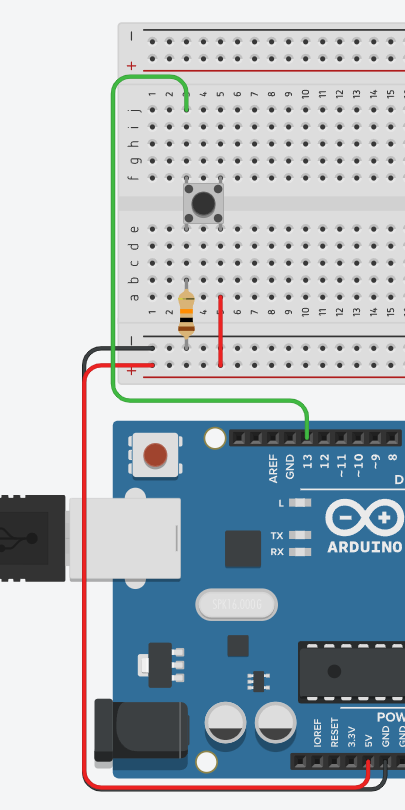 −
+
1 2 3 4 5 6 7 8 9 10 11 12 13 14 15
j
i
h
g
f
e
d
c
b
a
1 2 3 4 5 6 7 8 9 10 11 12 13 14 15
−
+
AREF GND 13 12 ~11 ~10 ~9 8
D
L
TX
RX
ARDUINO
SPK16.000G
IOREF RESET 3.3V 5V GND GND
POW